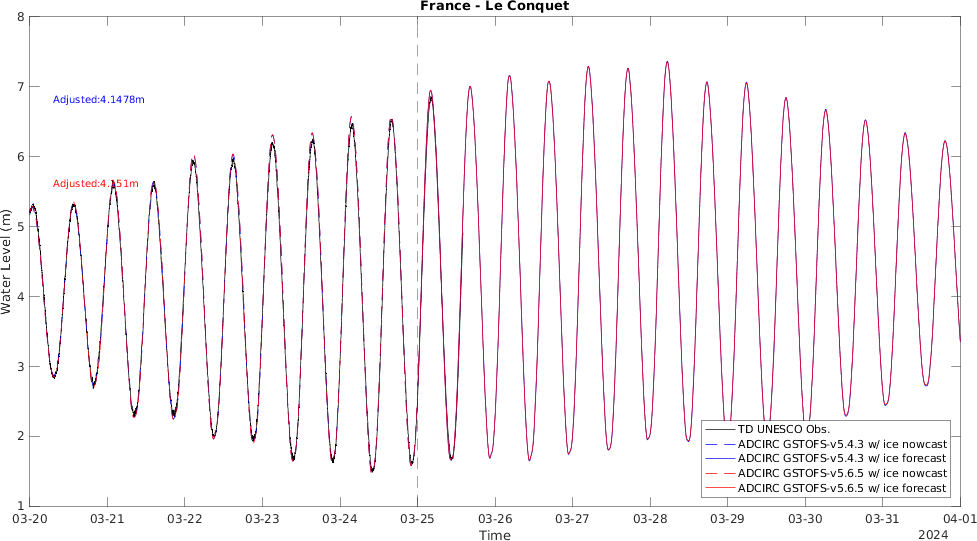 France - Le Conquet
8
7
6
5
4
3
2
1
Water Level (m)
Adjusted:4.1478m
Adjusted:4.151m
TD UNESCO Obs.
ADCIRC GSTOFS-v5.4.3 w/ ice nowcast
ADCIRC GSTOFS-v5.4.3 w/ ice forecast
ADCIRC GSTOFS-v5.6.5 w/ ice nowcast
ADCIRC GSTOFS-v5.6.5 w/ ice forecast
03-20 03-21 03-22 03-23 03-24 03-25 03-26 03-27 03-28 03-29 03-30 03-31 04-01
Time
2024